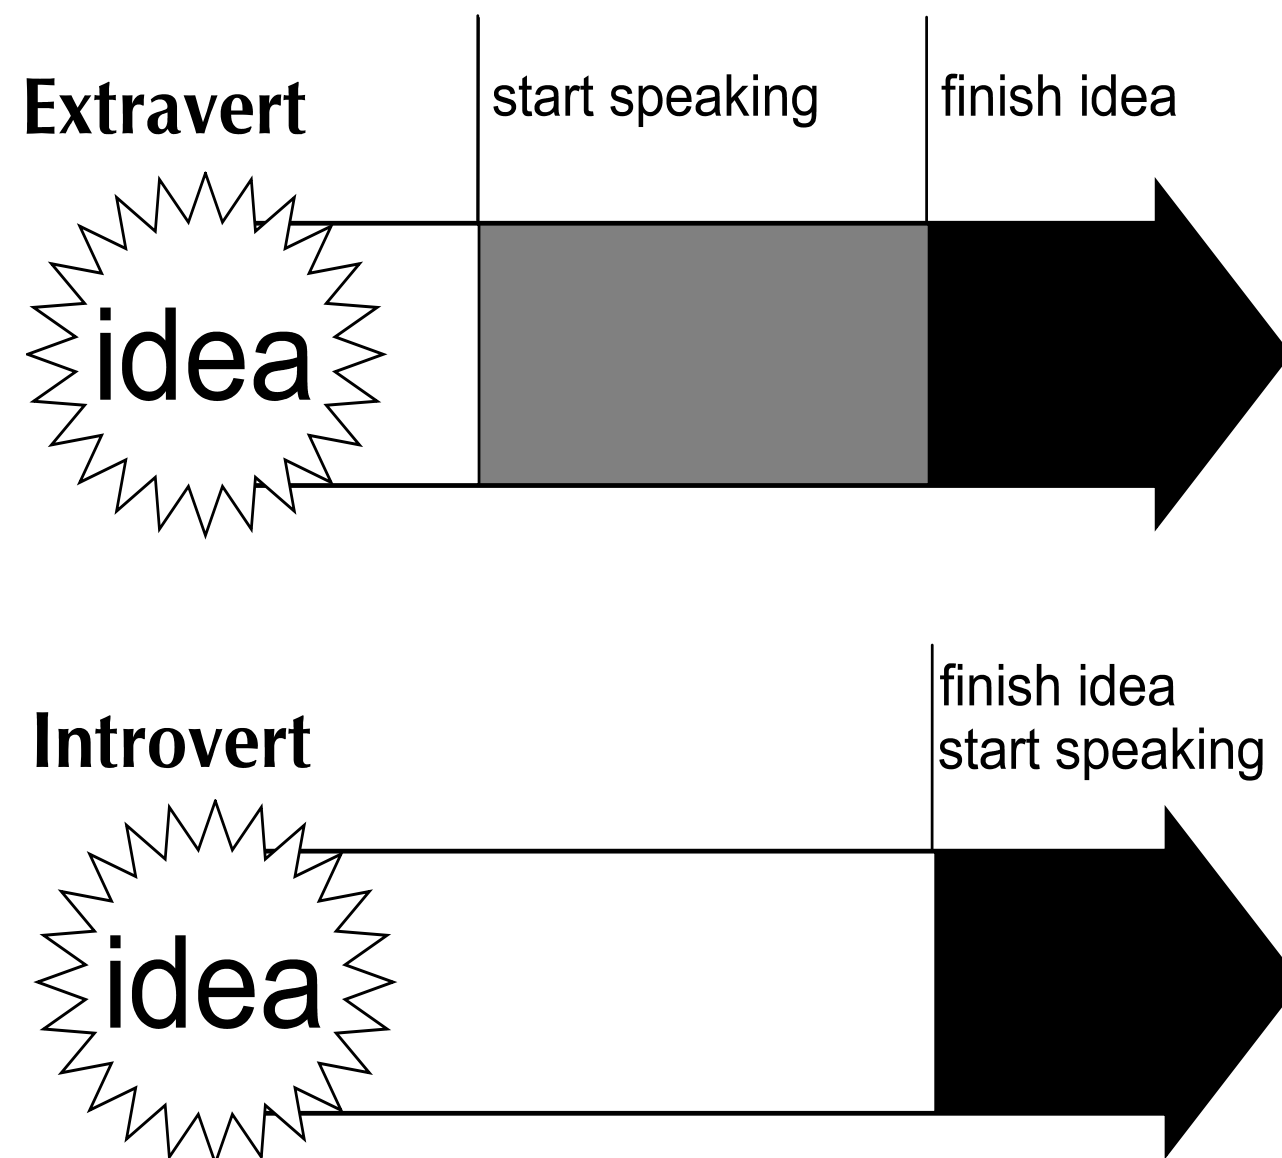 Extravert
start speaking
finish idea
idea
Introvert
finish idea
start speaking
idea